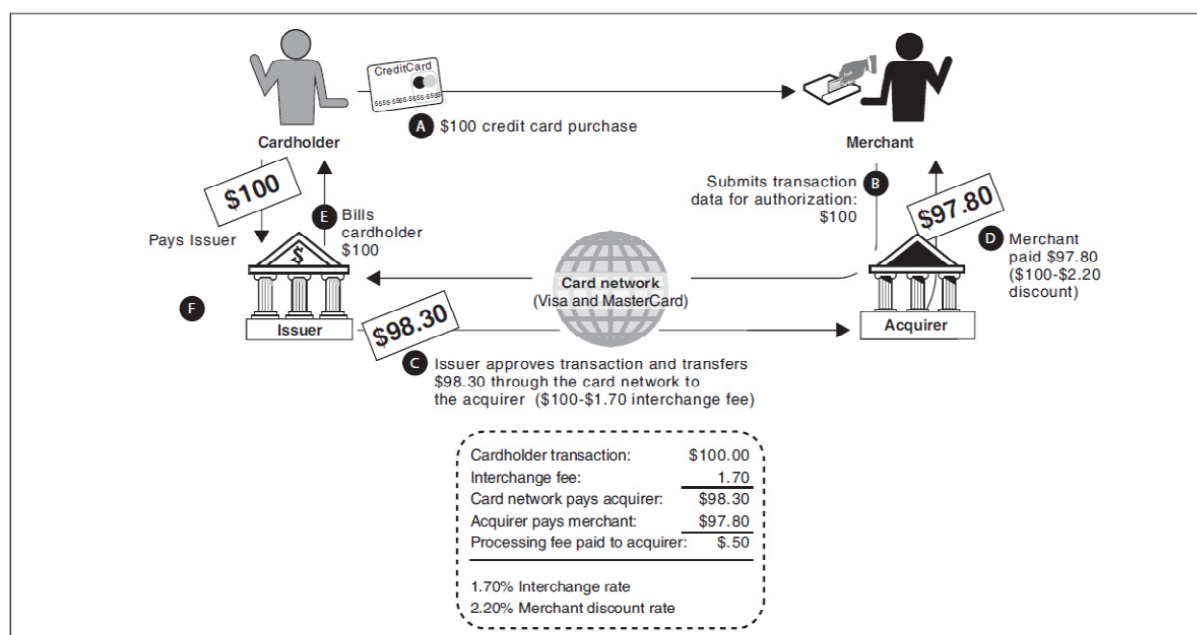 CreditCard
5555-5555-5555-5555
A $100 credit card purchase
Cardholder
Merchant
$100
Pays Issuer
E Bills
cardholder
$100
Submits transaction B
data for authorization:
$100
$97.80
D Merchant
paid $97.80
($100-$2.20
discount)
$
F
Issuer
Card network
(Visa and MasterCard)
Acquirer
$98.30
C Issuer approves transaction and transfers
$98.30 through the card network to
the acquirer ($100-$1.70 interchange fee)
Cardholder transaction: $100.00
Interchange fee: 1.70
Card network pays acquirer: $98.30
Acquirer pays merchant: $97.80
Processing fee paid to acquirer: $.50
1.70% Interchange rate
2.20% Merchant discount rate